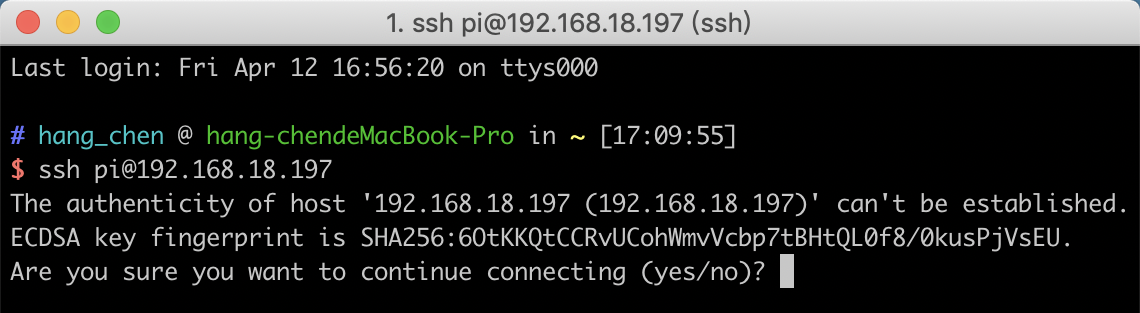 1. ssh pi@192.168.18.197 (ssh)
Last login: Fri Apr 12 16:56:20 on ttys000
# hang_chen @ hang-chendeMacBook-Pro in ~ [17:09:55]
$ ssh pi@192.168.18.197
The authenticity of host '192.168.18.197 (192.168.18.197)' can't be established.
ECDSA key fingerprint is SHA256:6OtKKQtCCRvUCohWmvVcbp7tBHtQL0f8/0kusPjVsEU.
Are you sure you want to continue connecting (yes/no)?